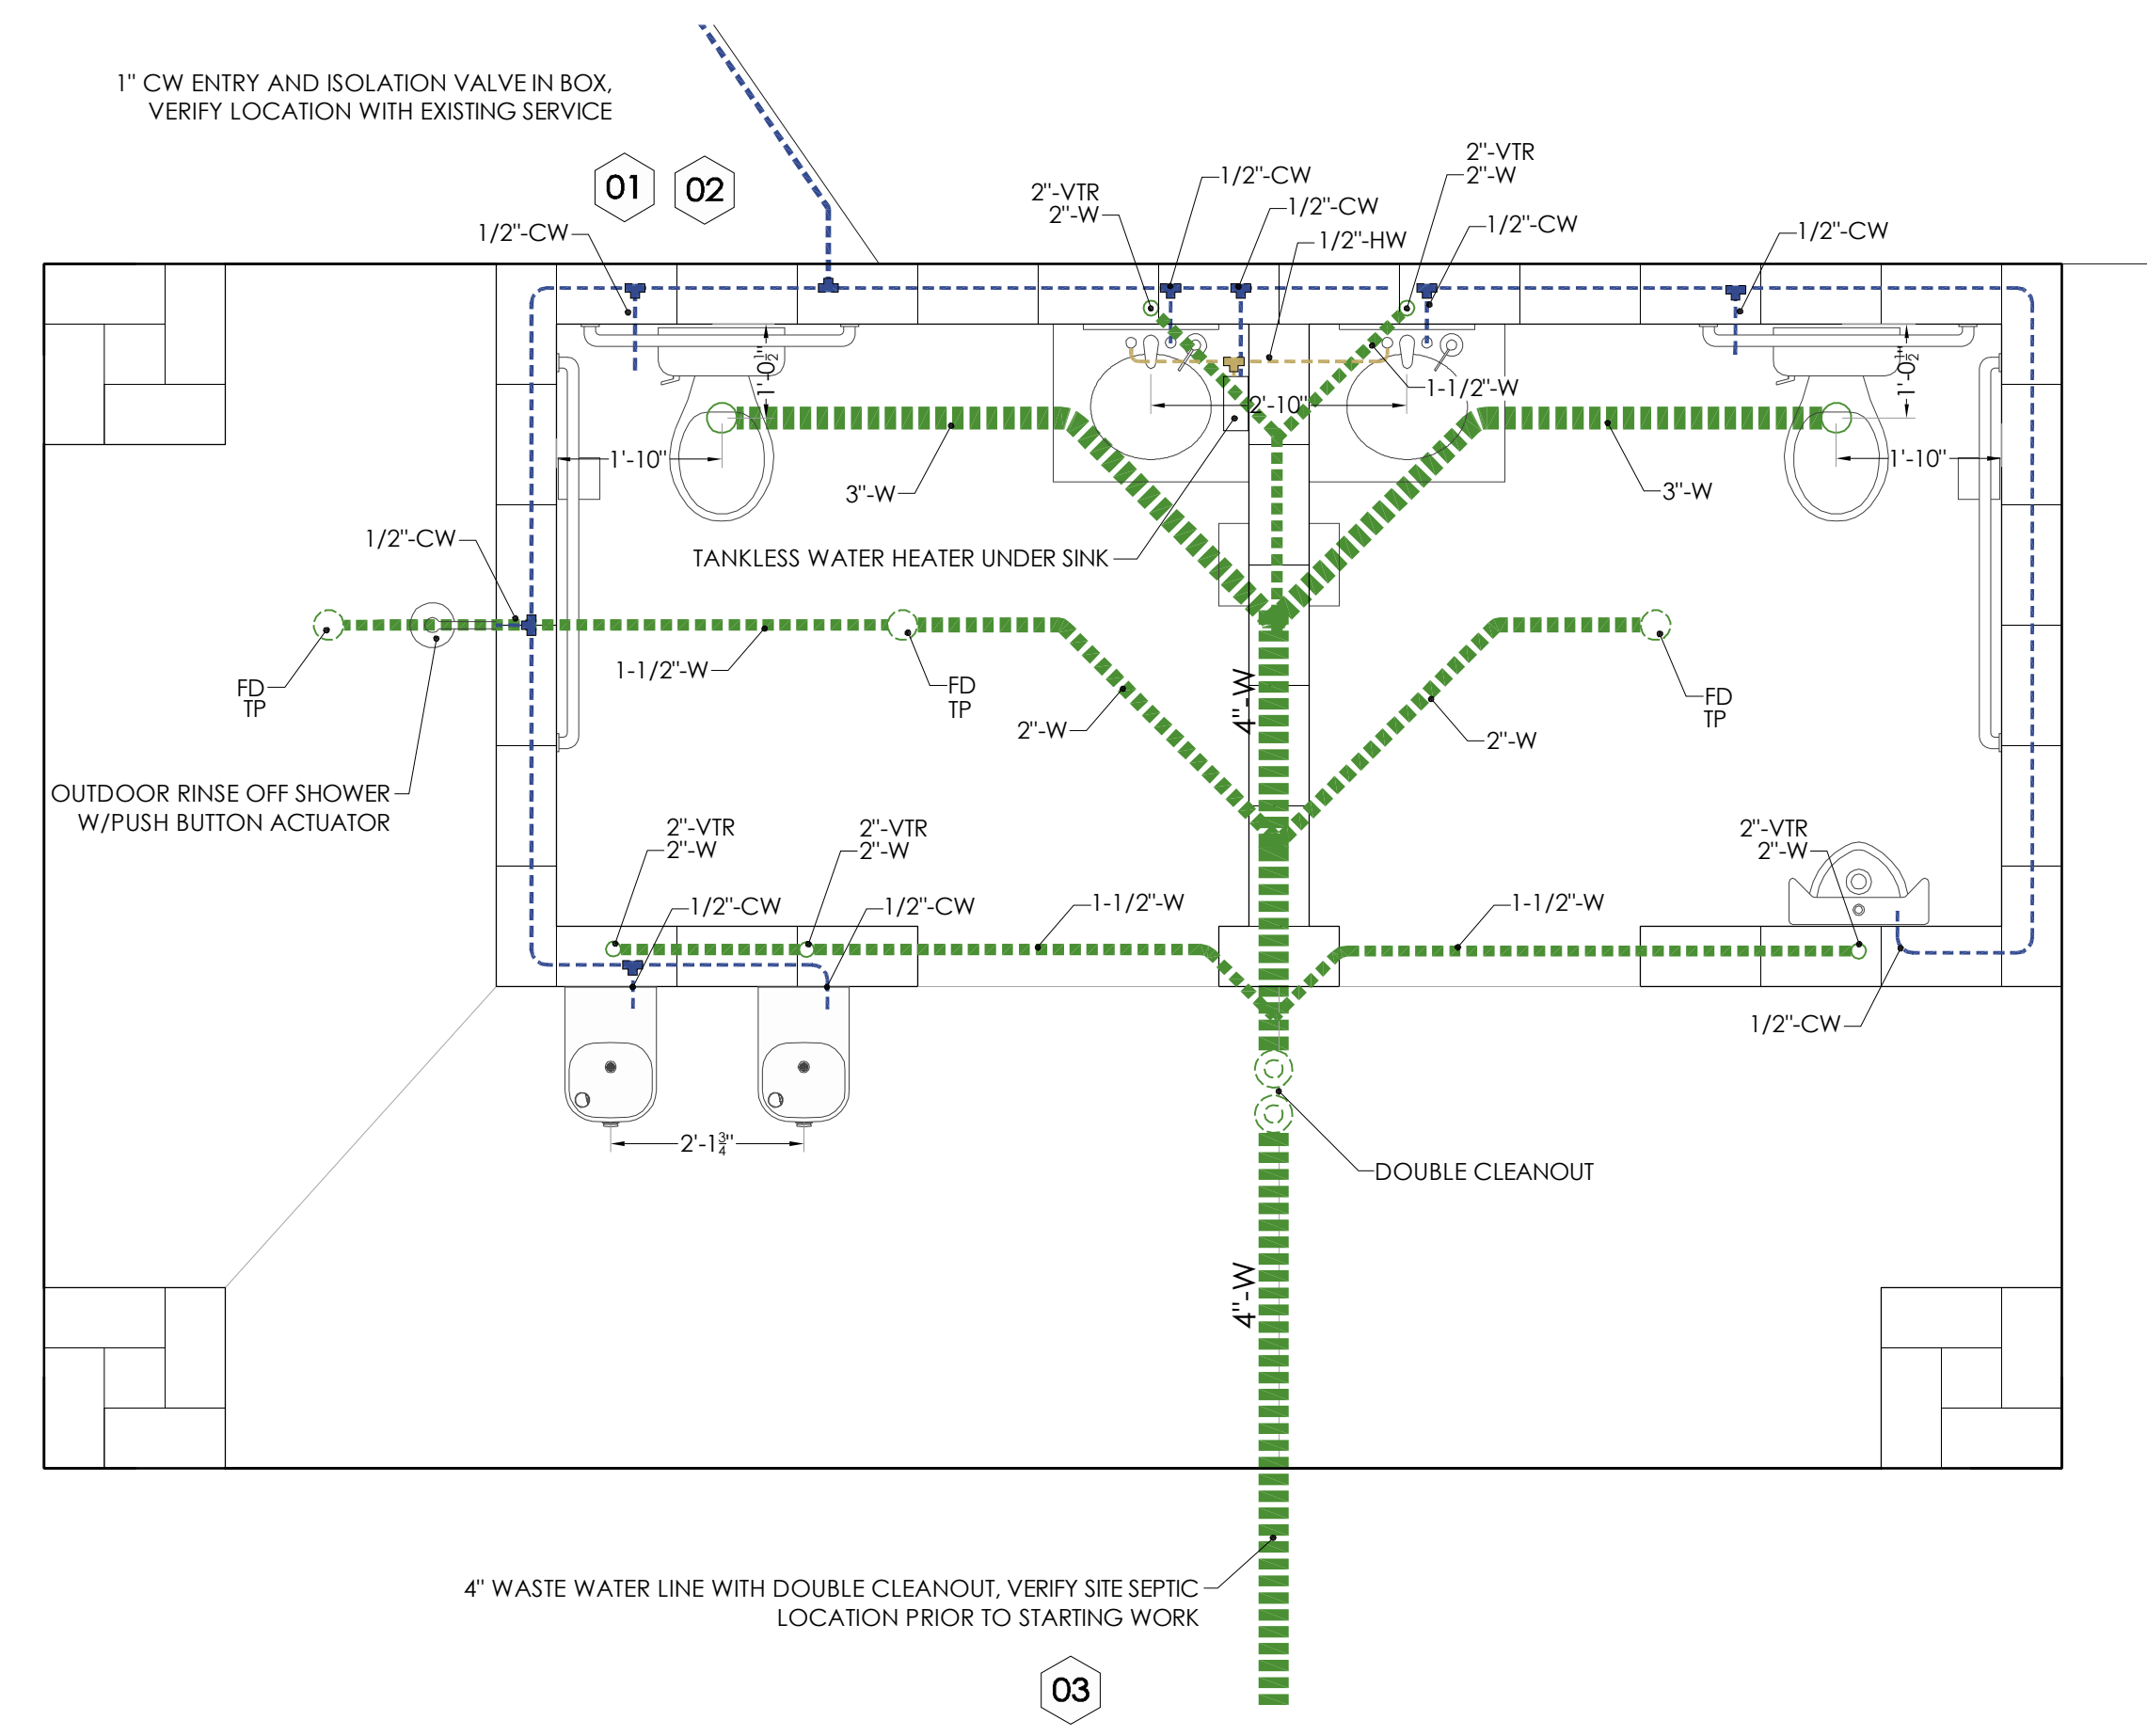 1" CW ENTRY AND ISOLATION VALVE IN BOX,
VERIFY LOCATION WITH EXISTING SERVICE
01
02
1/2"-CW
2"-VTR
2"-W
1/2"-CW
1/2"-CW
1/2"-HW
2"-VTR
2"-W
1/2"-CW
1/2"-CW
1'-0 1/2"
1'-0 1/2"
1-1/2"-W
2'-10"
1'-10"
1'-10"
3"-W
3"-W
1/2"-CW
TANKLESS WATER HEATER UNDER SINK
1-1/2"-W
FD
TP
FD
TP
FD
TP
4"-W
2"-W
2"-W
OUTDOOR RINSE OFF SHOWER
W/PUSH BUTTON ACTUATOR
2"-VTR
2"-W
2"-VTR
2"-W
2"-VTR
2"-W
1/2"-CW
1/2"-CW
1-1/2"-W
1-1/2"-W
1/2"-CW
2'-1 3/4"
DOUBLE CLEANOUT
4"-W
4" WASTE WATER LINE WITH DOUBLE CLEANOUT, VERIFY SITE SEPTIC
LOCATION PRIOR TO STARTING WORK
03